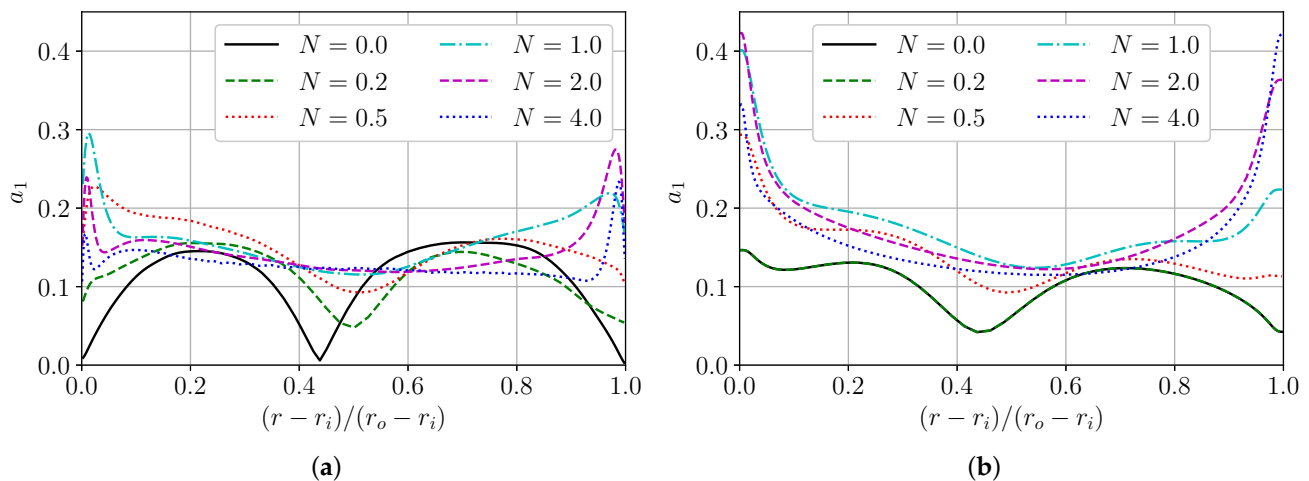 0.4
0.3
0.2
0.1
0.0
a₁
N = 0.0
N = 0.2
N = 0.5
N = 1.0
N = 2.0
N = 4.0
0.0 0.2 0.4 0.6 0.8 1.0
(r − rᵢ)/(rₒ − rᵢ)
(a)
0.4
0.3
0.2
0.1
0.0
a₁
N = 0.0
N = 0.2
N = 0.5
N = 1.0
N = 2.0
N = 4.0
0.0 0.2 0.4 0.6 0.8 1.0
(r − rᵢ)/(rₒ − rᵢ)
(b)